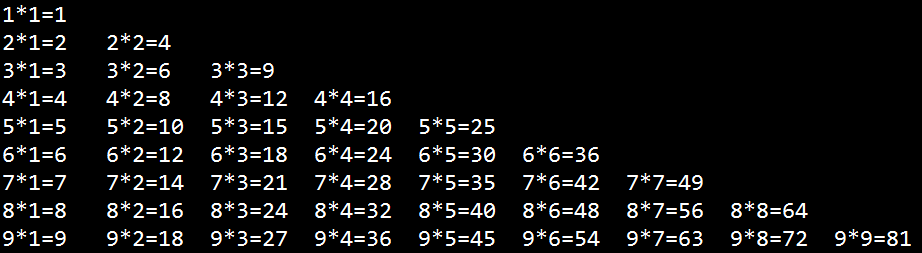 1*1=1
2*1=2 2*2=4
3*1=3 3*2=6 3*3=9
4*1=4 4*2=8 4*3=12 4*4=16
5*1=5 5*2=10 5*3=15 5*4=20 5*5=25
6*1=6 6*2=12 6*3=18 6*4=24 6*5=30 6*6=36
7*1=7 7*2=14 7*3=21 7*4=28 7*5=35 7*6=42 7*7=49
8*1=8 8*2=16 8*3=24 8*4=32 8*5=40 8*6=48 8*7=56 8*8=64
9*1=9 9*2=18 9*3=27 9*4=36 9*5=45 9*6=54 9*7=63 9*8=72 9*9=81